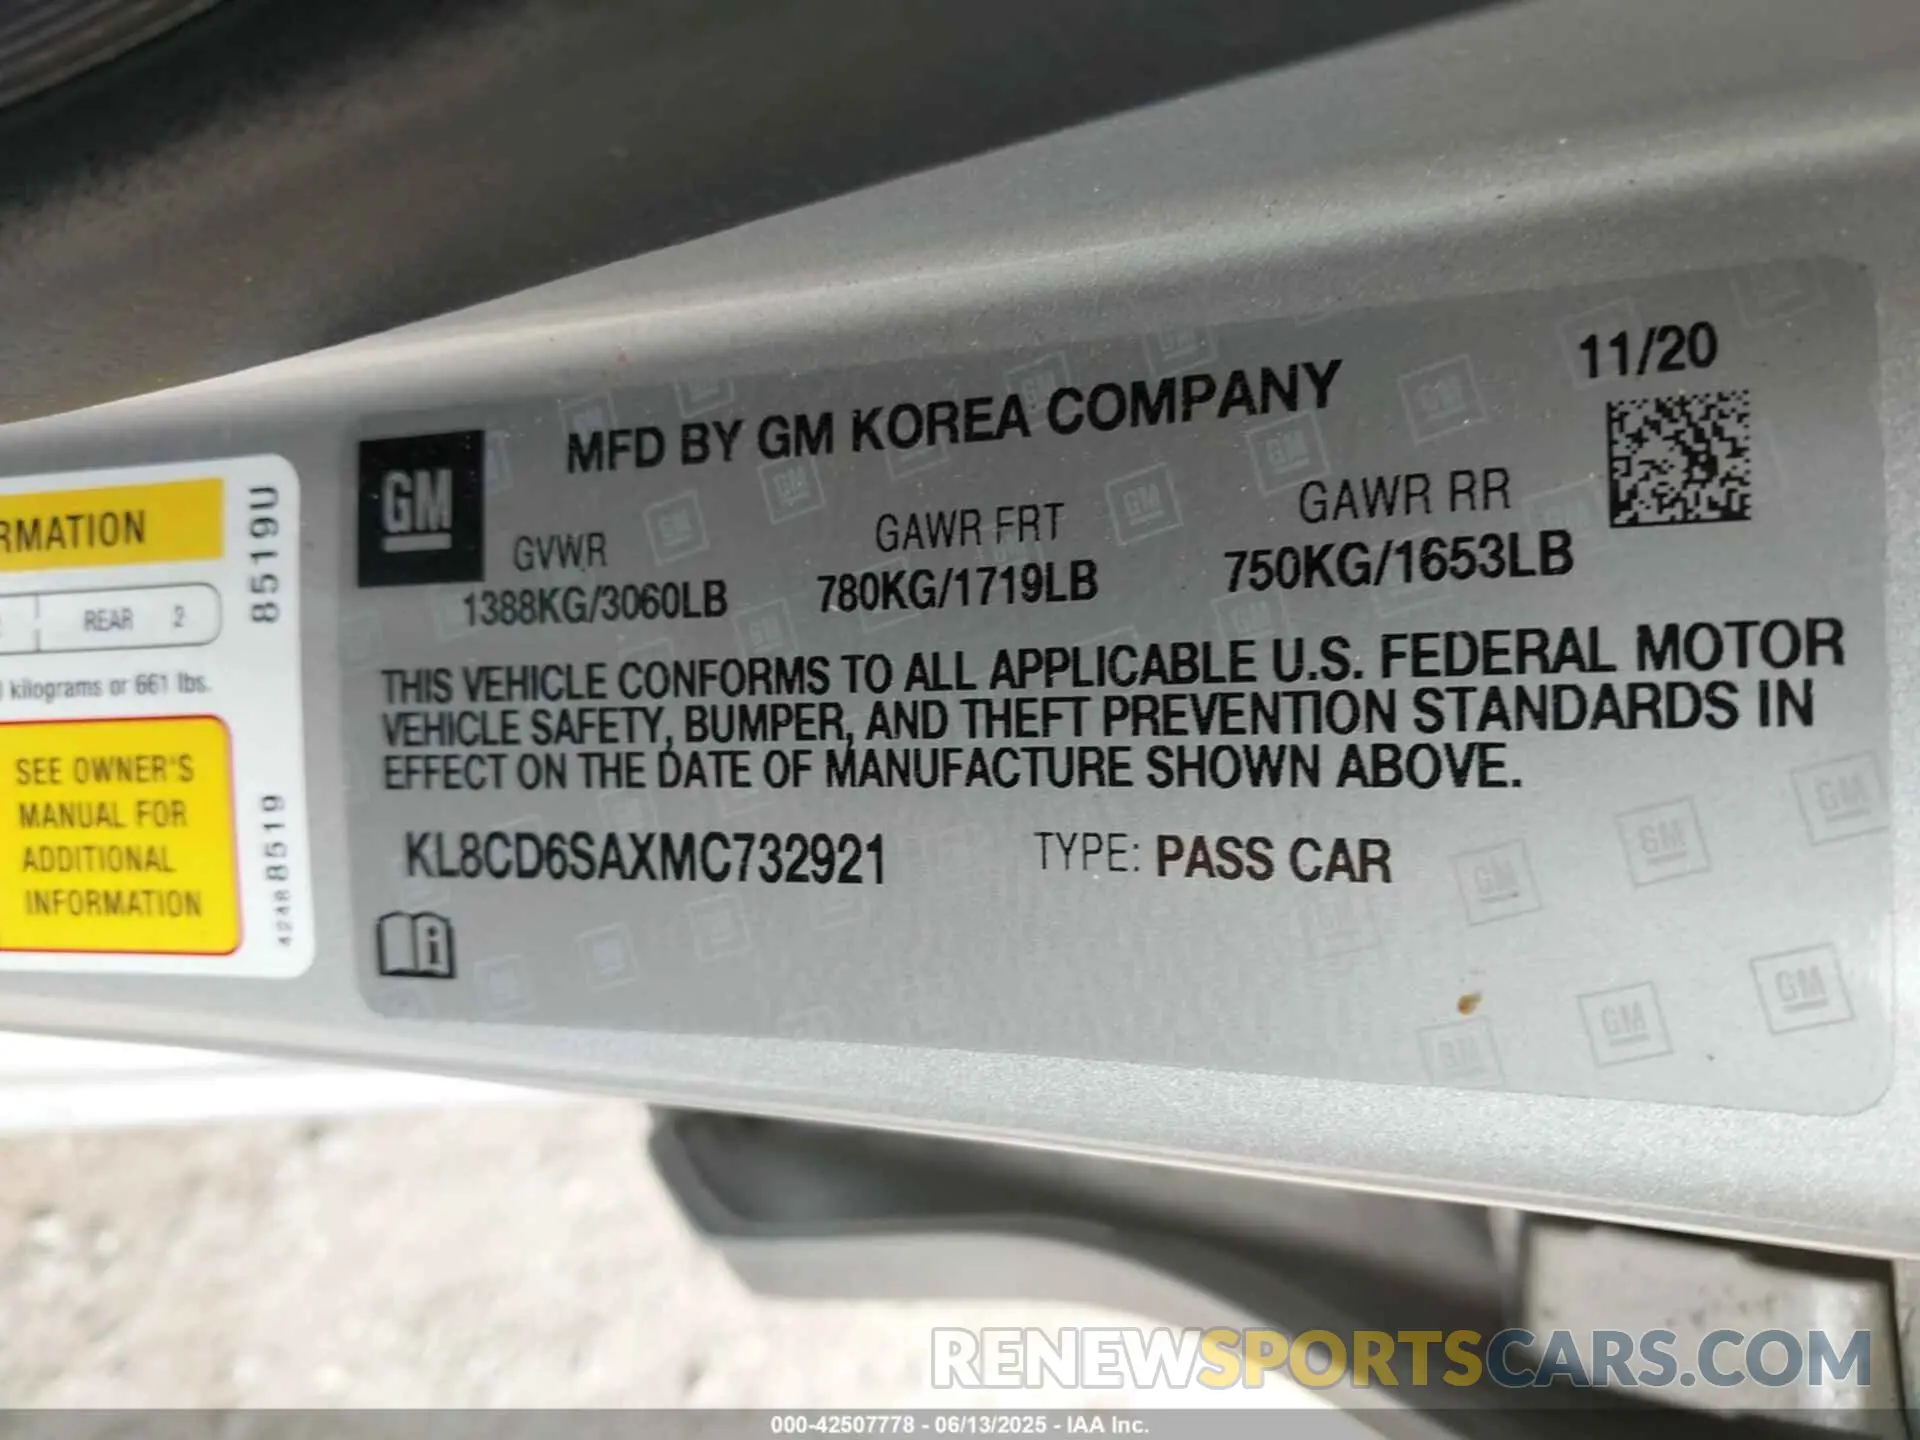 RMATION
REAR 2
kilograms or 661 lbs.
SEE OWNER'S
MANUAL FOR
ADDITIONAL
INFORMATION
8519U
42488519
GM
MFD BY GM KOREA COMPANY
11/20
GVWR GAWR FRT GAWR RR
1388KG/3060LB 780KG/1719LB 750KG/1653LB
THIS VEHICLE CONFORMS TO ALL APPLICABLE U.S. FEDERAL MOTOR
VEHICLE SAFETY, BUMPER, AND THEFT PREVENTION STANDARDS IN
EFFECT ON THE DATE OF MANUFACTURE SHOWN ABOVE.
KL8CD6SAXMC732921 TYPE: PASS CAR
RENEWSPORTSCARS.COM
000-42507778 - 06/13/2025 - IAA Inc.